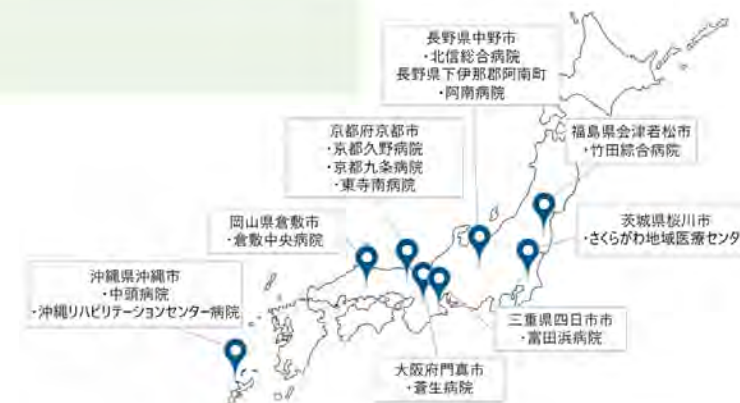 長野県中野市
・北信総合病院
長野県下伊那郡阿南町
・阿南病院
京都府京都市
・京都久野病院
・京都九条病院
・東寺南病院
福島県会津若松市
・竹田綜合病院
岡山県倉敷市
・倉敷中央病院
茨城県桜川市
・さくらがわ地域医療センタ
沖縄県沖縄市
・中頭病院
・沖縄リハビリテーションセンター病院
三重県四日市市
・富田浜病院
大阪府門真市
・蒼生病院